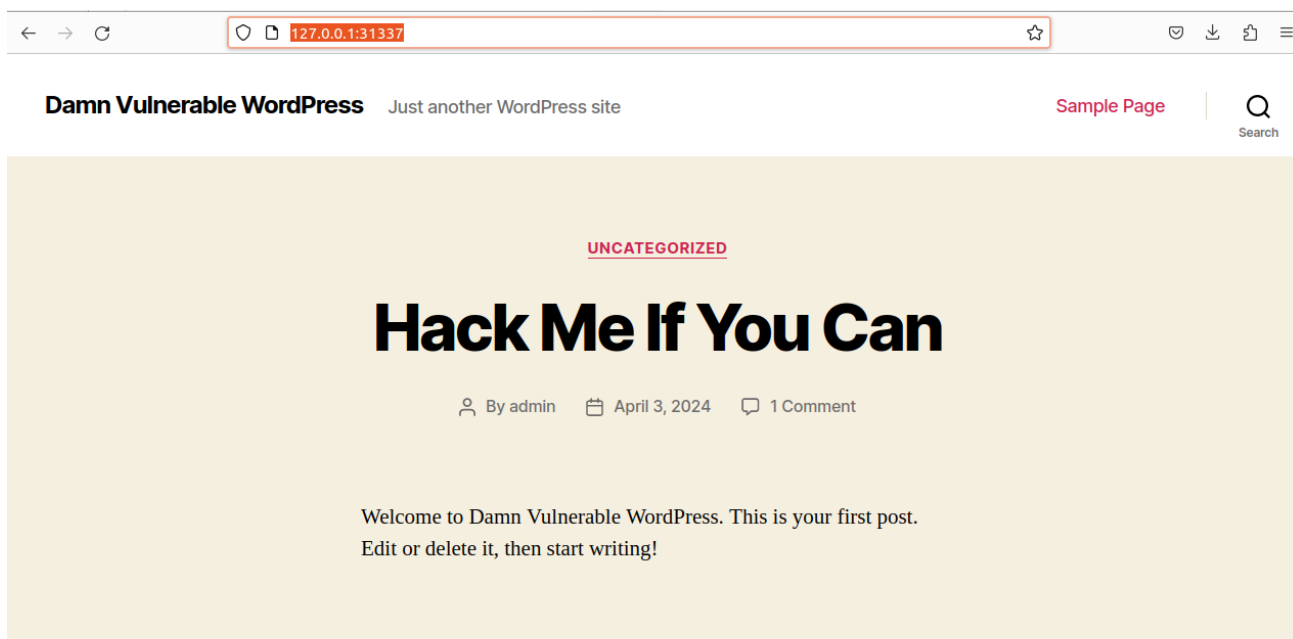 127.0.0.1:31337
Damn Vulnerable WordPress Just another WordPress site Sample Page
Search
UNCATEGORIZED
Hack Me If You Can
By admin April 3, 2024 1 Comment
Welcome to Damn Vulnerable WordPress. This is your first post.
Edit or delete it, then start writing!